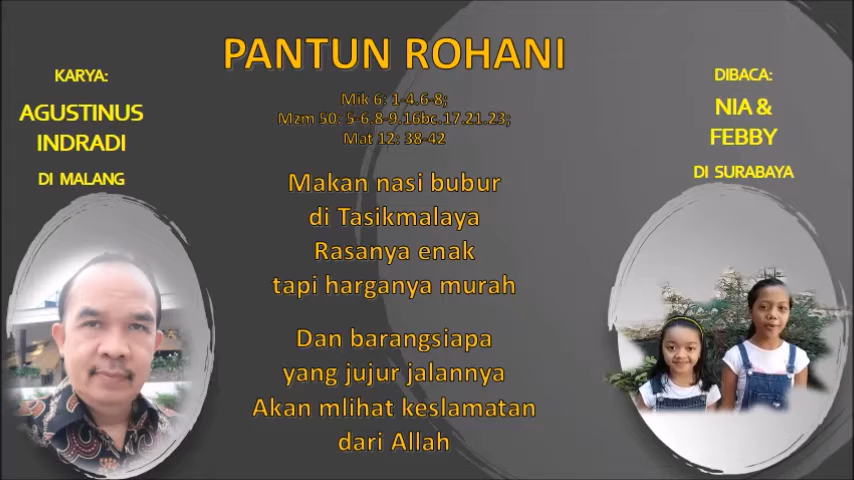 PANTUN ROHANI
Mik 6: 1-4.6-8;
Mzm 50: 5-6.8-9.16bc.17.21.23;
Mat 12: 38-42
KARYA:
AGUSTINUS
INDRADI
DI MALANG
Makan nasi bubur
di Tasikmalaya
Rasanya enak
tapi harganya murah
Dan barangsiapa
yang jujur jalannya
Akan mlihat keslamatan
dari Allah
DIBACA:
NIA &
FEBBY
DI SURABAYA